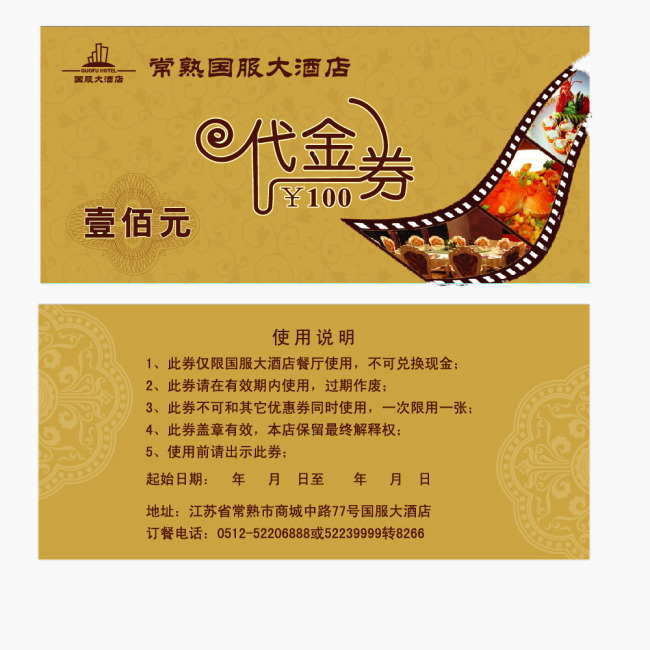 GUOFU HOTEL
国服大酒店
常熟国服大酒店
代金券
¥100
壹佰元
使用说明
1、此券仅限国服大酒店餐厅使用，不可兑换现金；
2、此券请在有效期内使用，过期作废；
3、此券不可和其它优惠券同时使用，一次限用一张；
4、此券盖章有效，本店保留最终解释权；
5、使用前请出示此券；
起始日期： 年 月 日至 年 月 日
地址：江苏省常熟市商城中路77号国服大酒店
订餐电话：0512-52206888或52239999转8266